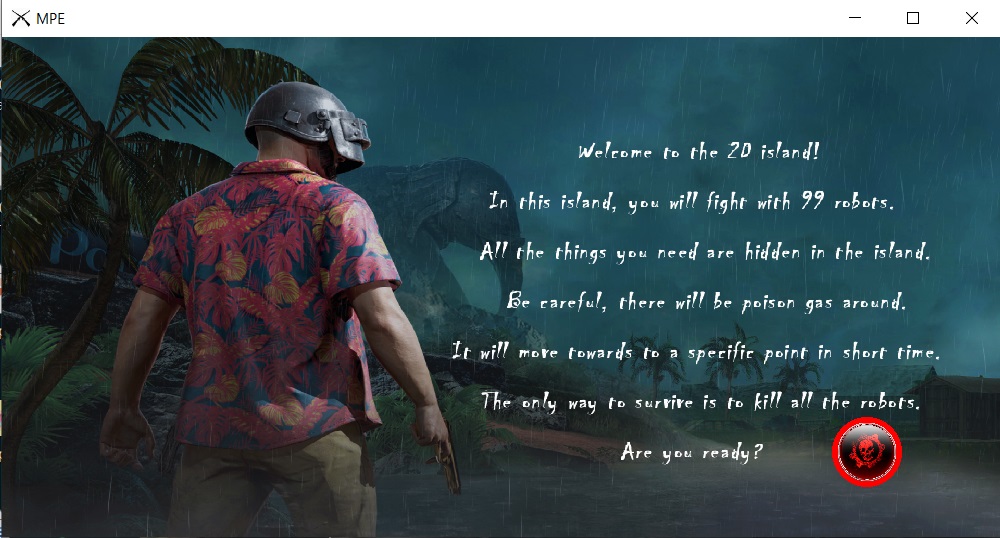 MPE
Welcome to the 2D island!
In this island, you will fight with 99 robots.
All the things you need are hidden in the island.
Be careful, there will be poison gas around.
It will move towards to a specific point in short time.
The only way to survive is to kill all the robots.
Are you ready?